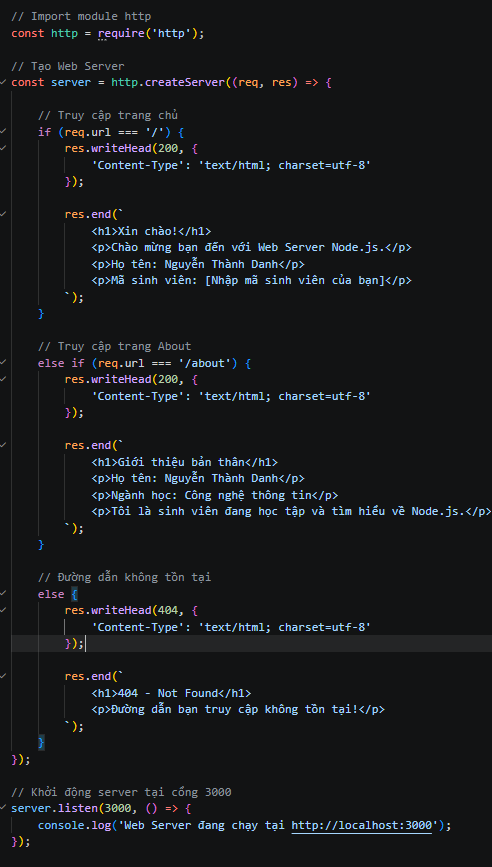 // Import module http
const http = require('http');
// Tạo Web Server
const server = http.createServer((req, res) => {
// Truy cập trang chủ
if (req.url === '/') {
res.writeHead(200, {
'Content-Type': 'text/html; charset=utf-8'
});
res.end(`
<h1>Xin chào!</h1>
<p>Chào mừng bạn đến với Web Server Node.js.</p>
<p>Họ tên: Nguyễn Thành Danh</p>
<p>Mã sinh viên: [Nhập mã sinh viên của bạn]</p>
`);
}
// Truy cập trang About
else if (req.url === '/about') {
res.writeHead(200, {
'Content-Type': 'text/html; charset=utf-8'
});
res.end(`
<h1>Giới thiệu bản thân</h1>
<p>Họ tên: Nguyễn Thành Danh</p>
<p>Ngành học: Công nghệ thông tin</p>
<p>Tôi là sinh viên đang học tập và tìm hiểu về Node.js.</p>
`);
}
// Đường dẫn không tồn tại
else {
res.writeHead(404, {
'Content-Type': 'text/html; charset=utf-8'
});
res.end(`
<h1>404 - Not Found</h1>
<p>Đường dẫn bạn truy cập không tồn tại!</p>
`);
}
});
// Khởi động server tại cổng 3000
server.listen(3000, () => {
console.log('Web Server đang chạy tại http://localhost:3000');
});